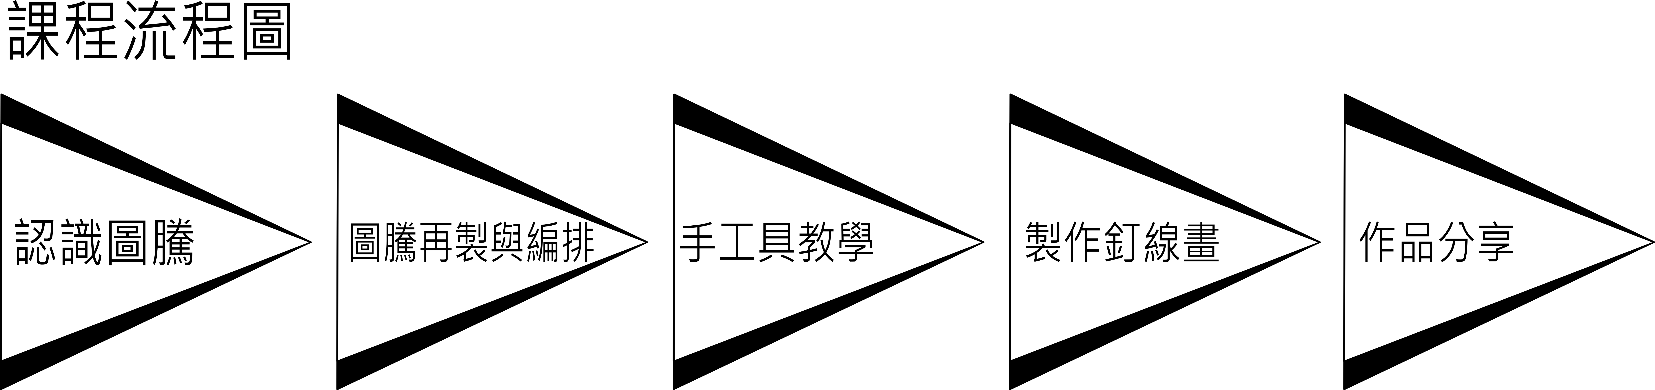 課程流程圖
認識圖騰
圖騰再製與編排
手工具教學
製作釘線畫
作品分享